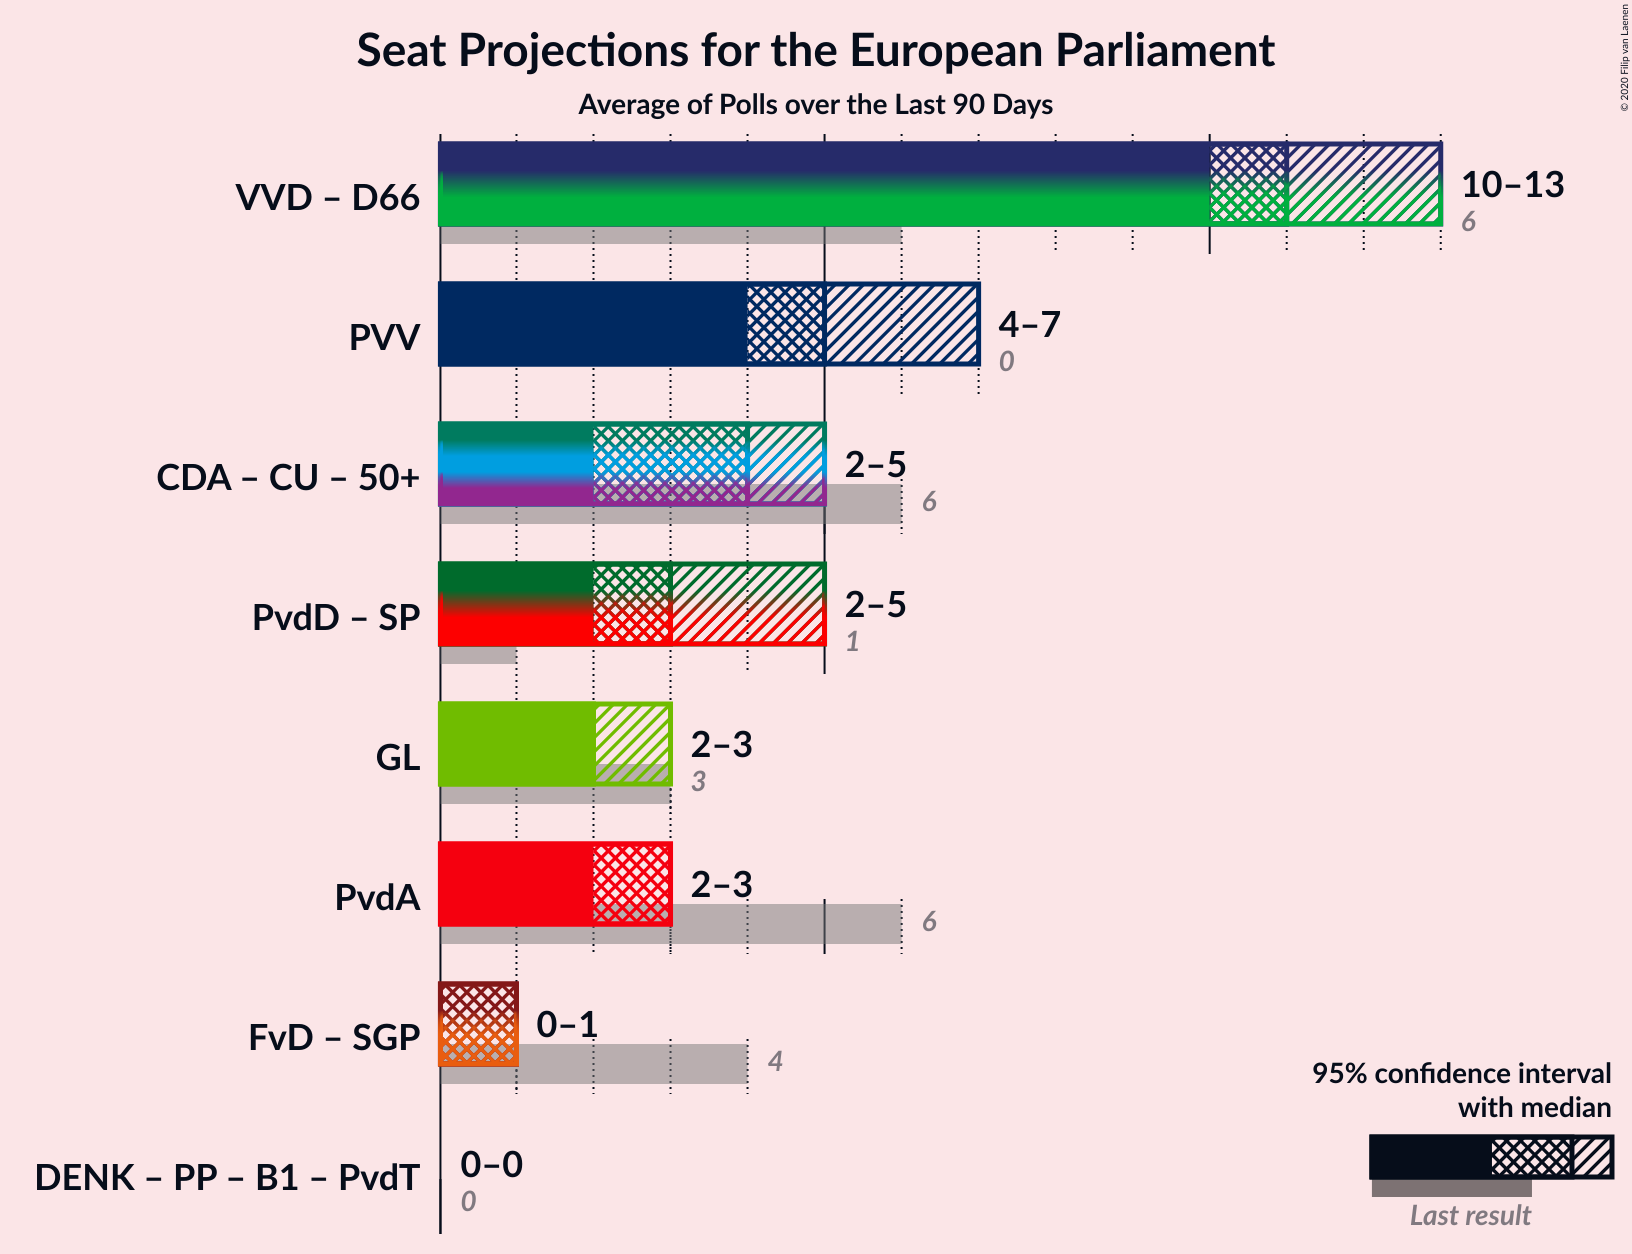 Seat Projections for the European Parliament
Average of Polls over the Last 90 Days
© 2020 Filip van Laenen
VVD – D66
10–13
6
PVV
4–7
0
CDA – CU – 50+
2–5
6
PvdD – SP
2–5
1
GL
2–3
3
PvdA
2–3
6
FvD – SGP
0–1
4
DENK – PP – B1 – PvdT
0–0
0
95% confidence interval
with median
Last result